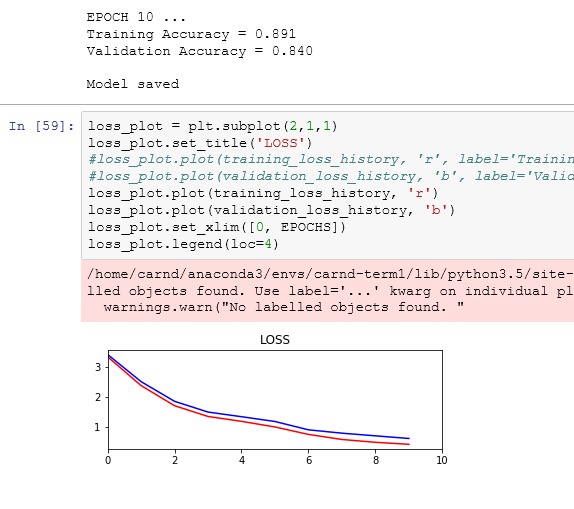 EPOCH 10 ...
Training Accuracy = 0.891
Validation Accuracy = 0.840
Model saved
In [59]:
loss_plot = plt.subplot(2,1,1)
loss_plot.set_title('LOSS')
#loss_plot.plot(training_loss_history, 'r', label='Trainin
#loss_plot.plot(validation_loss_history, 'b', label='Valid
loss_plot.plot(training_loss_history, 'r')
loss_plot.plot(validation_loss_history, 'b')
loss_plot.set_xlim([0, EPOCHS])
loss_plot.legend(loc=4)
/home/carnd/anaconda3/envs/carnd-term1/lib/python3.5/site-
lled objects found. Use label='...' kwarg on individual pl
warnings.warn("No labelled objects found. "
LOSS
3
2
1
0 2 4 6 8 10